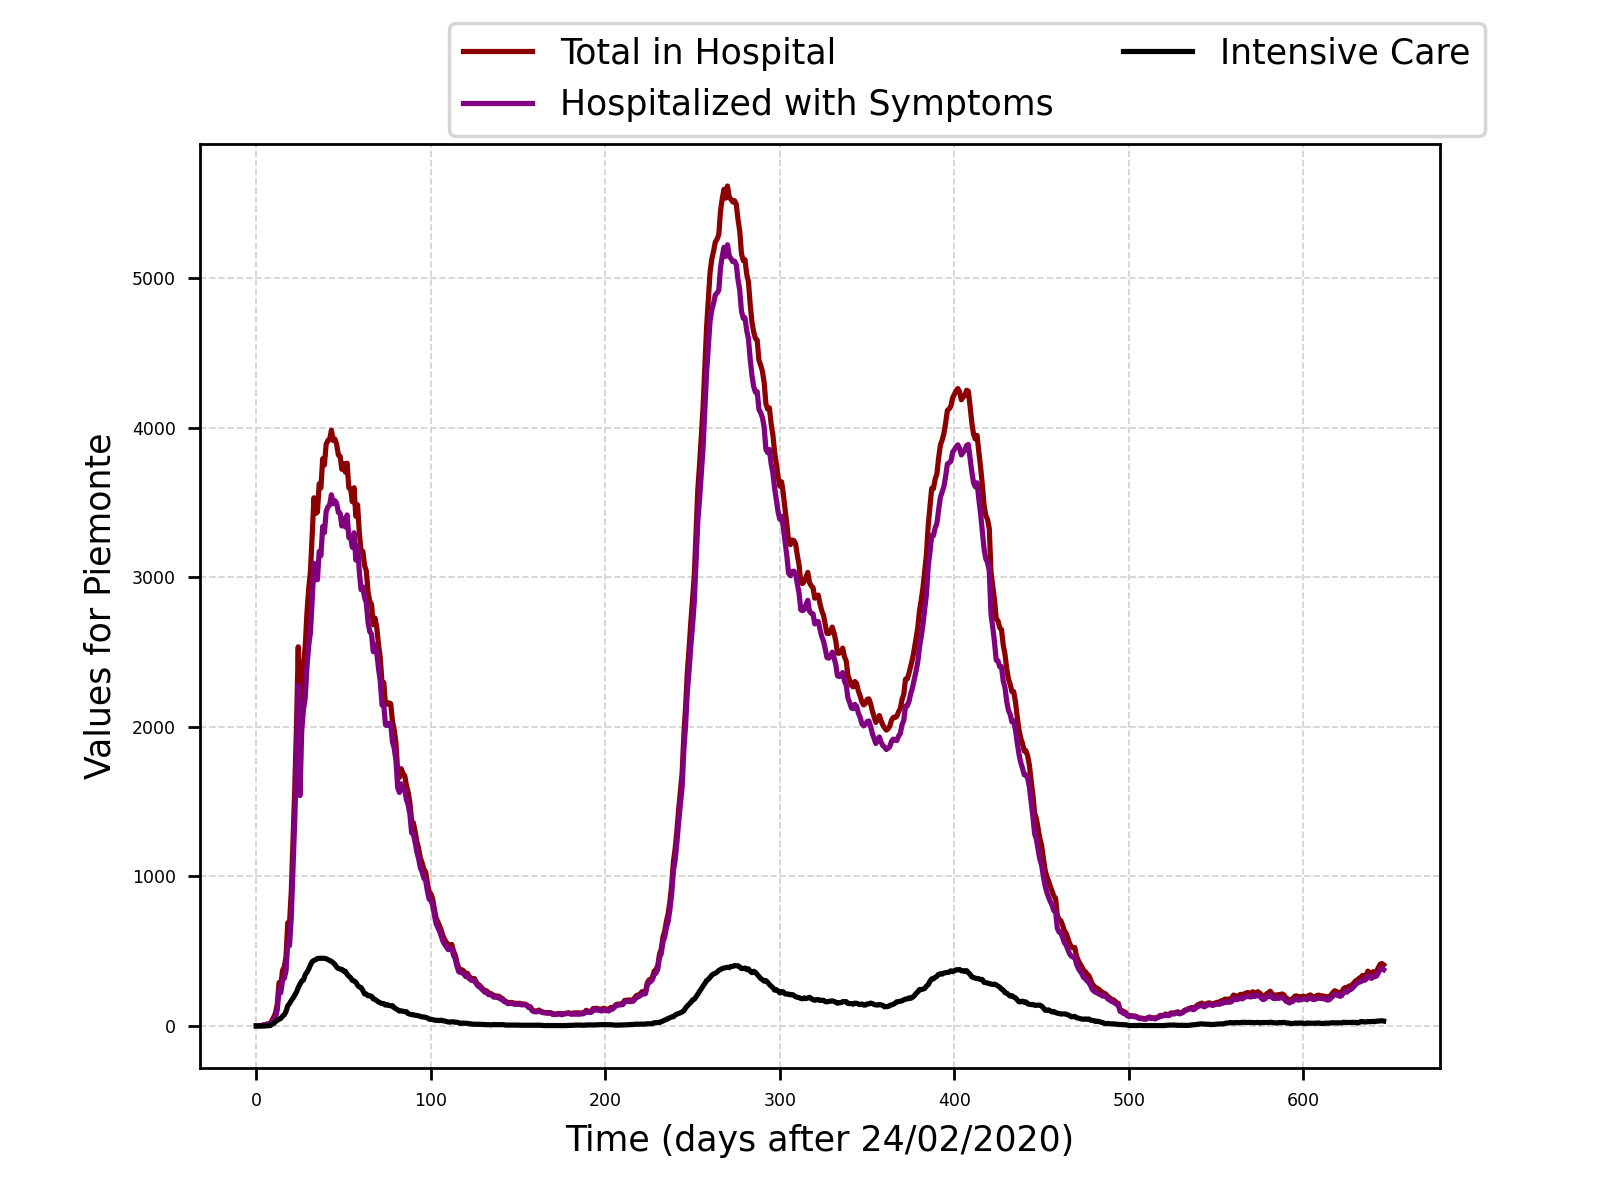 Total in Hospital
Hospitalized with Symptoms
Intensive Care
Values for Piemonte
5000
4000
3000
2000
1000
0
0 100 200 300 400 500 600
Time (days after 24/02/2020)